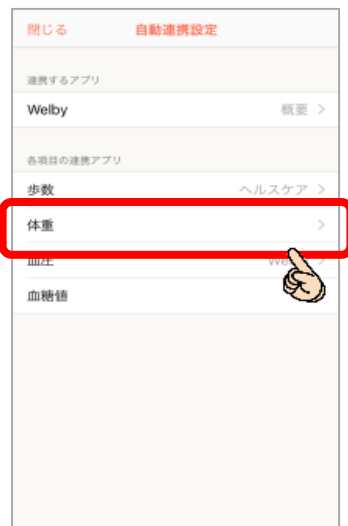 閉じる 自動連携設定
連携するアプリ
Welby 概要 >
各項目の連携アプリ
歩数 ヘルスケア >
体重 >
血圧 >
血糖値